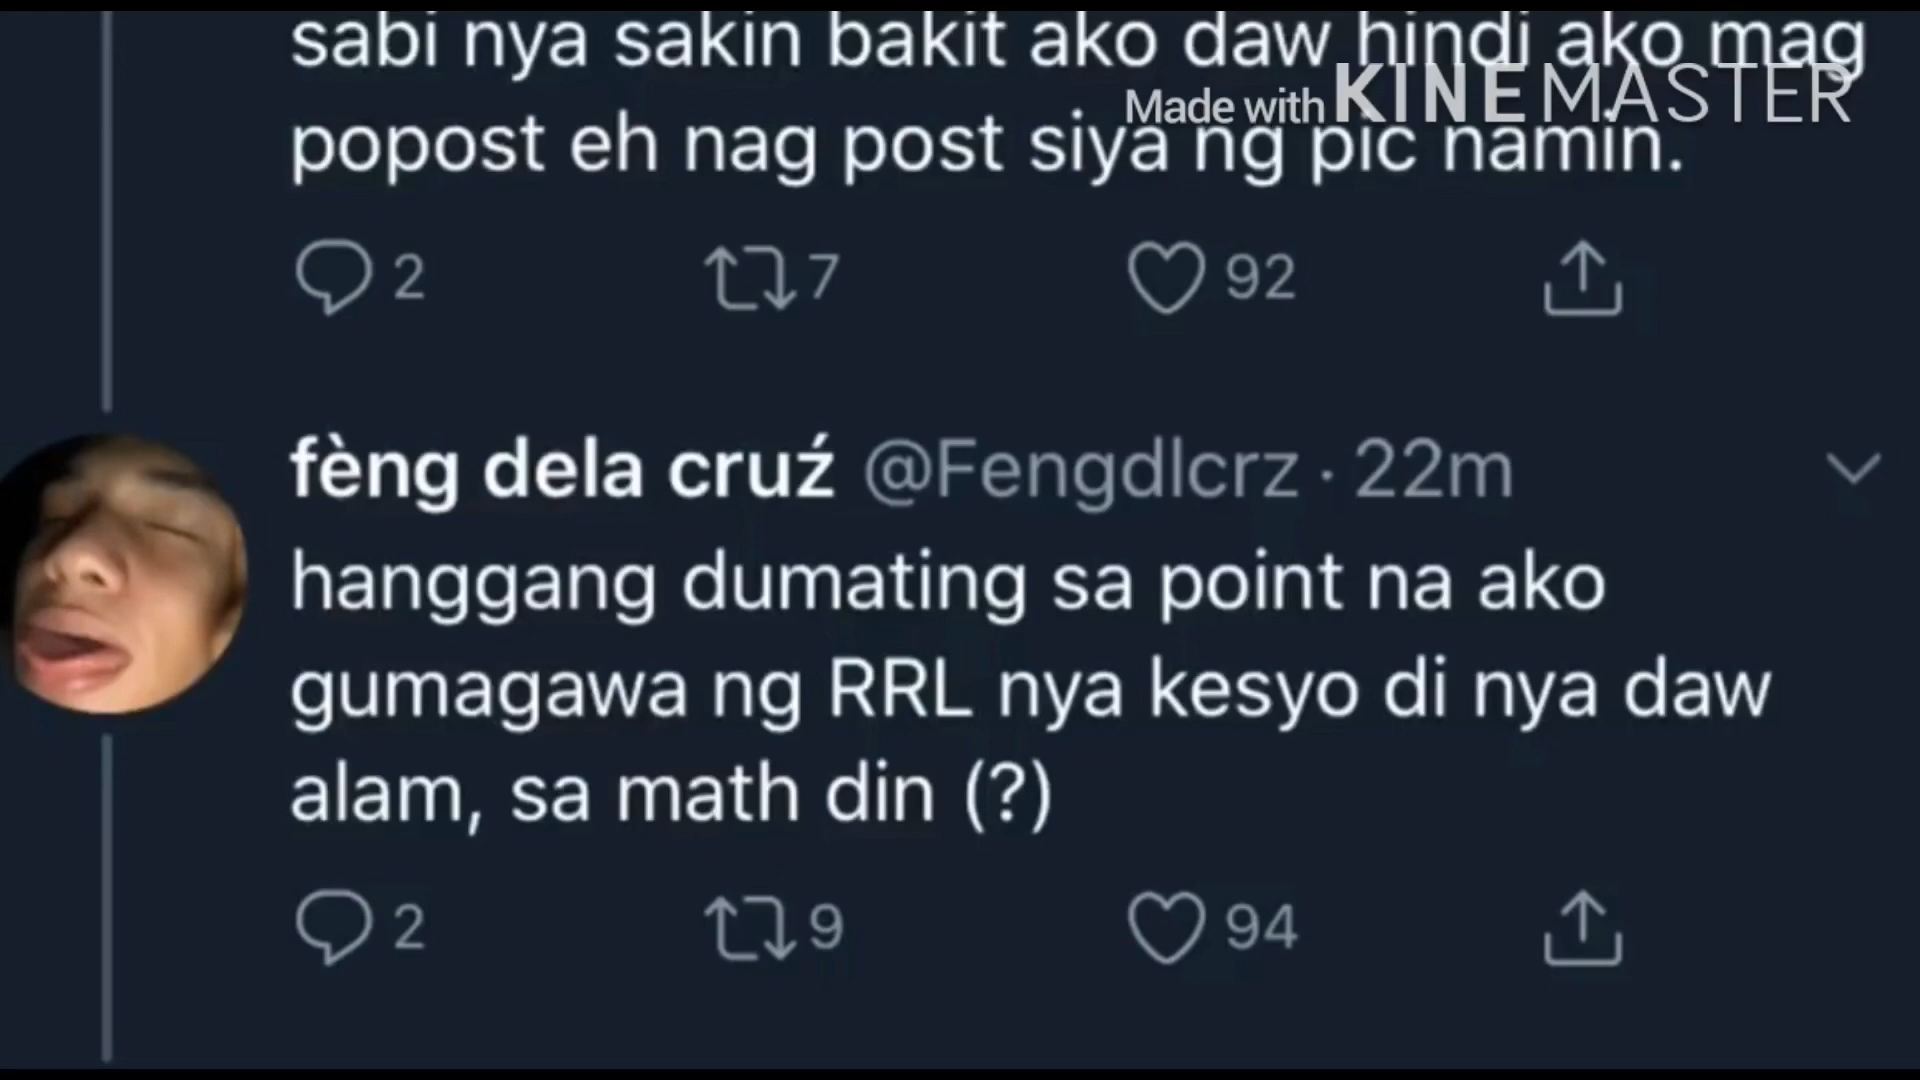 sabi nya sakin bakit ako daw hindi ako mag
Made with KINEMASTER
popost eh nag post siya ng pic namin.
2 7 92
fèng dela cruź @Fengdlcrz · 22m
hanggang dumating sa point na ako
gumagawa ng RRL nya kesyo di nya daw
alam, sa math din (?)
2 9 94